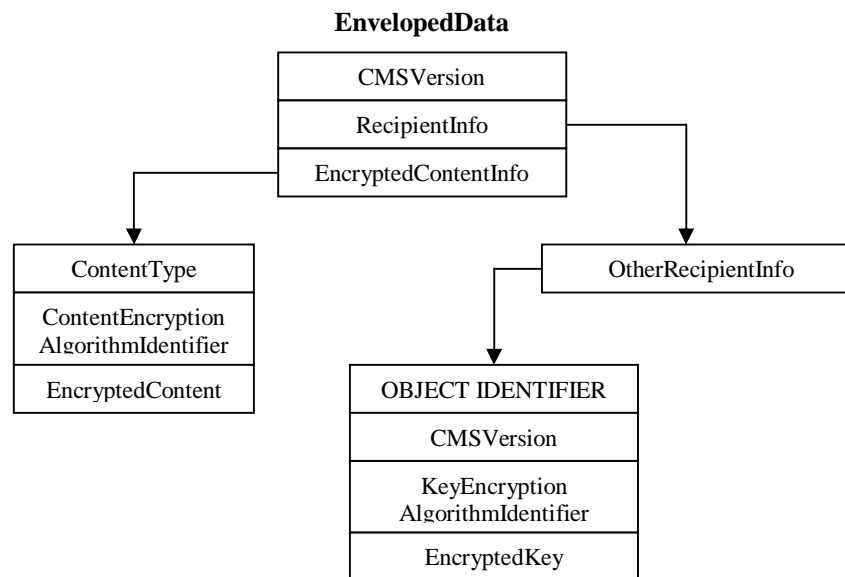 EnvelopedData
CMSVersion
RecipientInfo
EncryptedContentInfo
ContentType
ContentEncryption
AlgorithmIdentifier
EncryptedContent
OtherRecipientInfo
OBJECT IDENTIFIER
CMSVersion
KeyEncryption
AlgorithmIdentifier
EncryptedKey